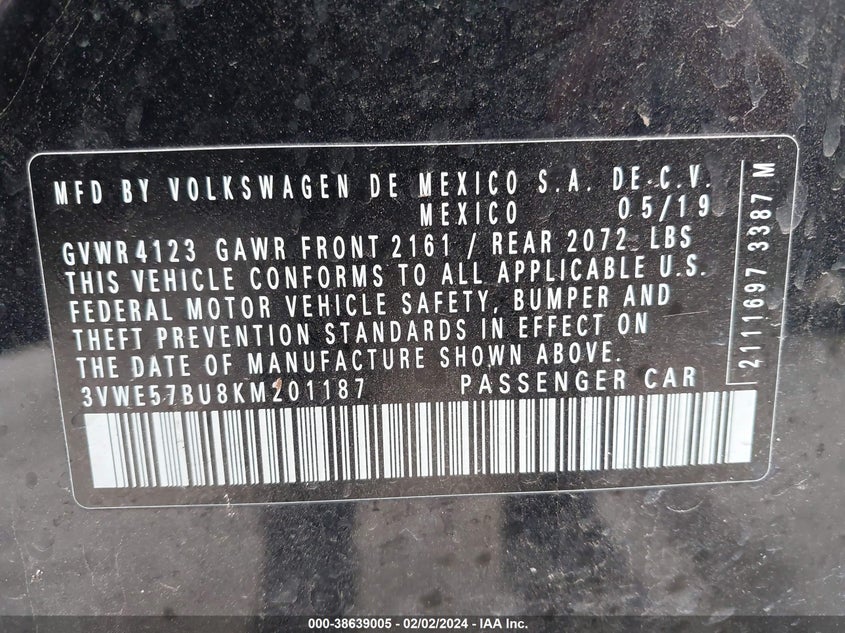 MFD BY VOLKSWAGEN DE MEXICO S.A. DE-C.V.
MEXICO 05/19
GVWR4123 GAWR FRONT 2161 / REAR 2072 LBS
THIS VEHICLE CONFORMS TO ALL APPLICABLE U.S.
FEDERAL MOTOR VEHICLE SAFETY, BUMPER AND
THEFT PREVENTION STANDARDS IN EFFECT ON
THE DATE OF MANUFACTURE SHOWN ABOVE.
3VWE57BU8KM201187 PASSENGER CAR
2111697 3387 M
000-38639005 - 02/02/2024 - IAA Inc.